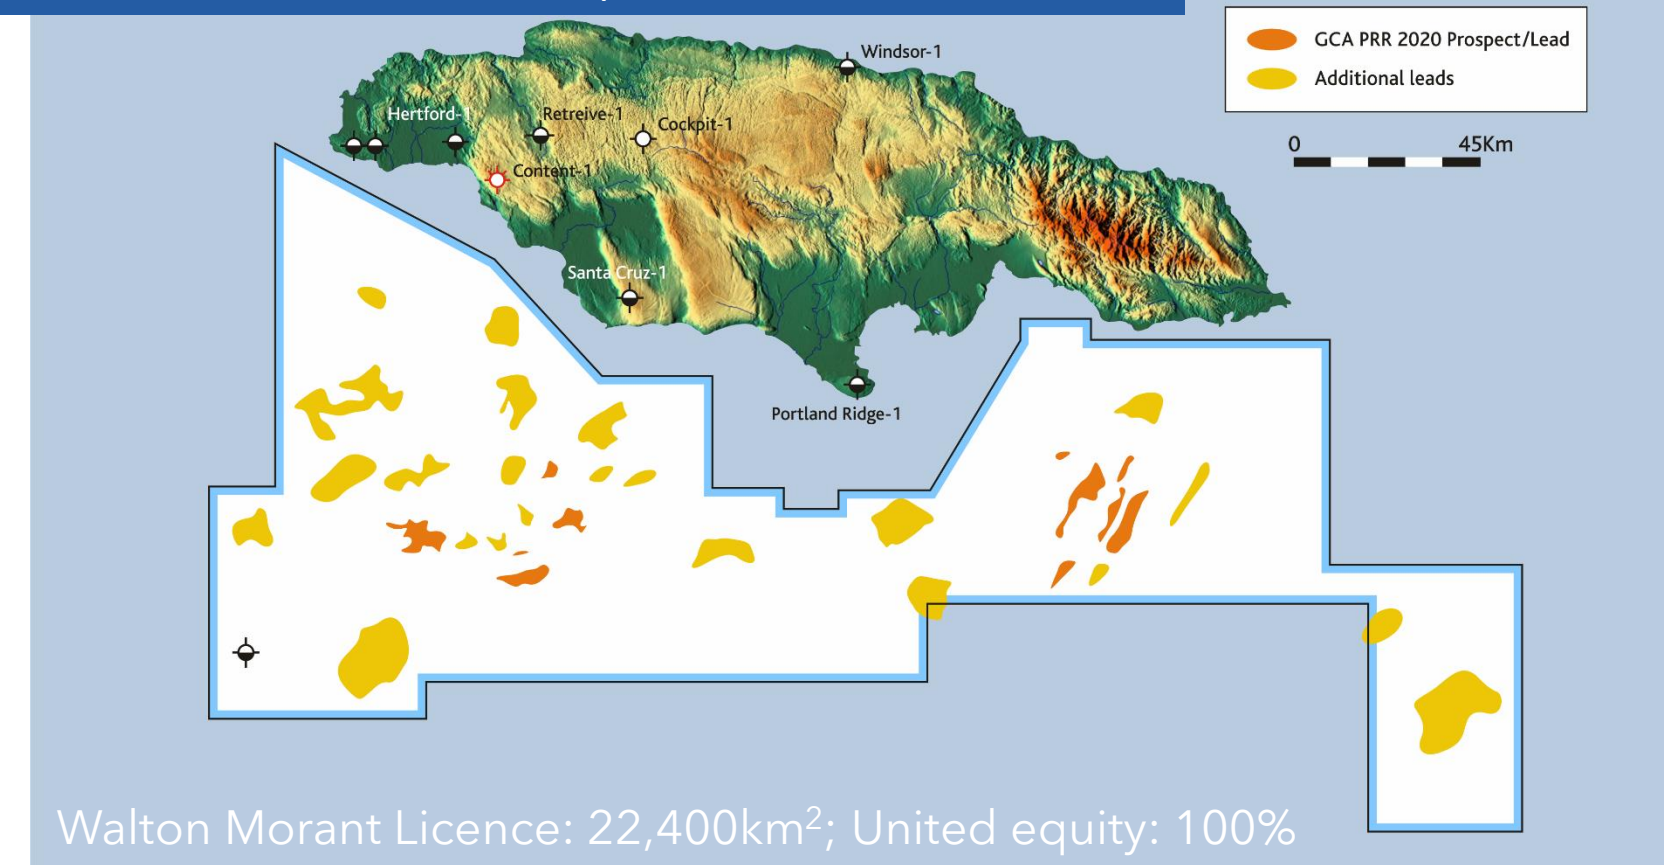 Windsor-1
GCA PRR 2020 Prospect/Lead
Additional leads
Hertford-1
Retreive-1
Cockpit-1
0 45Km
Content-1
Santa Cruz-1
Portland Ridge-1
Walton Morant Licence: 22,400km²; United equity: 100%